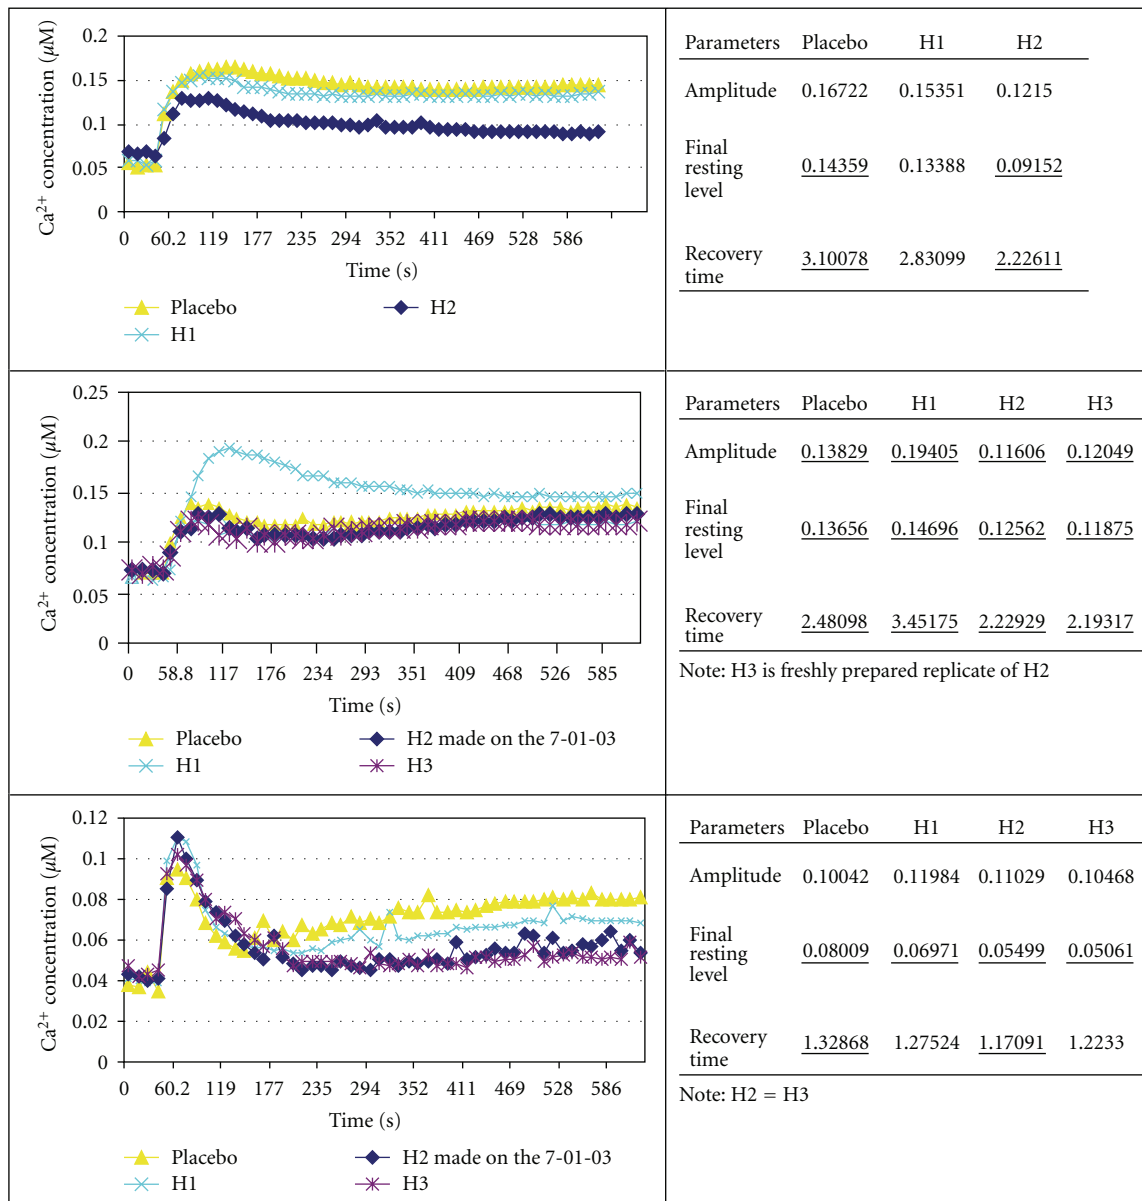 Ca2+ concentration (μM)
0.2
0.15
0.1
0.05
0
0 60.2 119 177 235 294 352 411 469 528 586
Time (s)
Placebo H2
H1
Parameters Placebo H1 H2
Amplitude 0.16722 0.15351 0.1215
Final
resting
level
0.14359 0.13388 0.09152
Recovery
time
3.10078 2.83099 2.22611
Ca2+ concentration (μM)
0.25
0.2
0.15
0.1
0.05
0
0 58.8 117 176 234 293 351 409 468 526 585
Time (s)
Placebo H2 made on the 7-01-03
H1 H3
Parameters Placebo H1 H2 H3
Amplitude 0.13829 0.19405 0.11606 0.12049
Final
resting
level
0.13656 0.14696 0.12562 0.11875
Recovery
time
2.48098 3.45175 2.22929 2.19317
Note: H3 is freshly prepared replicate of H2
Ca2+ concentration (μM)
0.12
0.1
0.08
0.06
0.04
0.02
0
0 60.2 119 177 235 294 352 411 469 528 586
Time (s)
Placebo H2 made on the 7-01-03
H1 H3
Parameters Placebo H1 H2 H3
Amplitude 0.10042 0.11984 0.11029 0.10468
Final
resting
level
0.08009 0.06971 0.05499 0.05061
Recovery
time
1.32868 1.27524 1.17091 1.2233
Note: H2 = H3